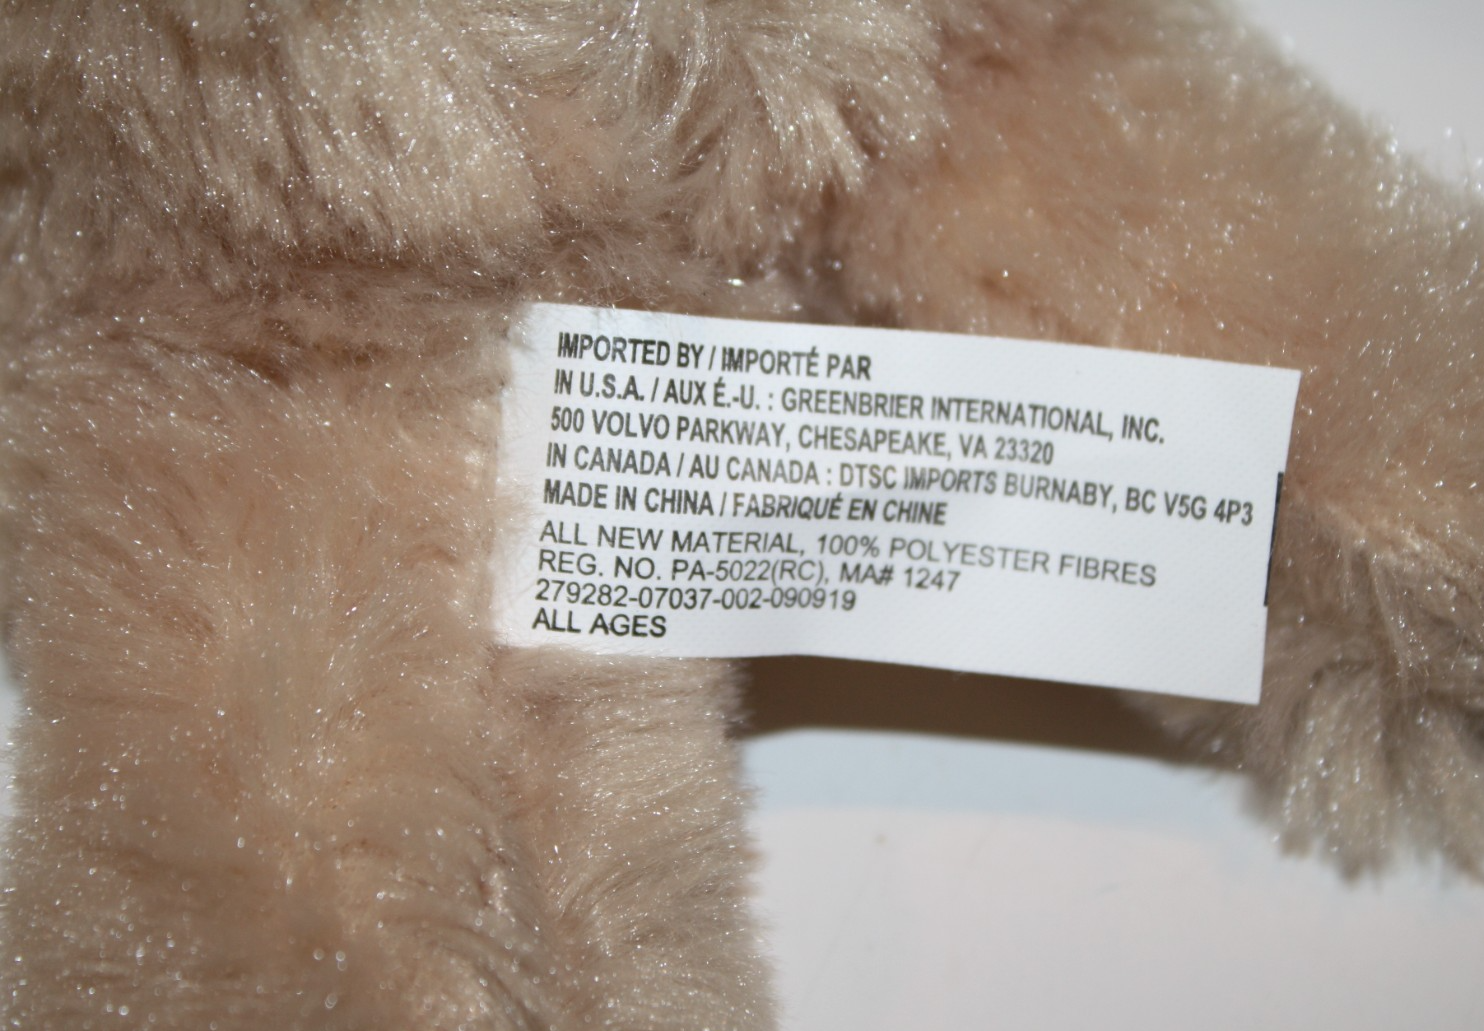 IMPORTED BY / IMPORTÉ PAR
IN U.S.A. / AUX É.-U. : GREENBRIER INTERNATIONAL, INC.
500 VOLVO PARKWAY, CHESAPEAKE, VA 23320
IN CANADA / AU CANADA : DTSC IMPORTS BURNABY, BC V5G 4P3
MADE IN CHINA / FABRIQUÉ EN CHINE
ALL NEW MATERIAL, 100% POLYESTER FIBRES
REG. NO. PA-5022(RC), MA# 1247
279282-07037-002-090919
ALL AGES